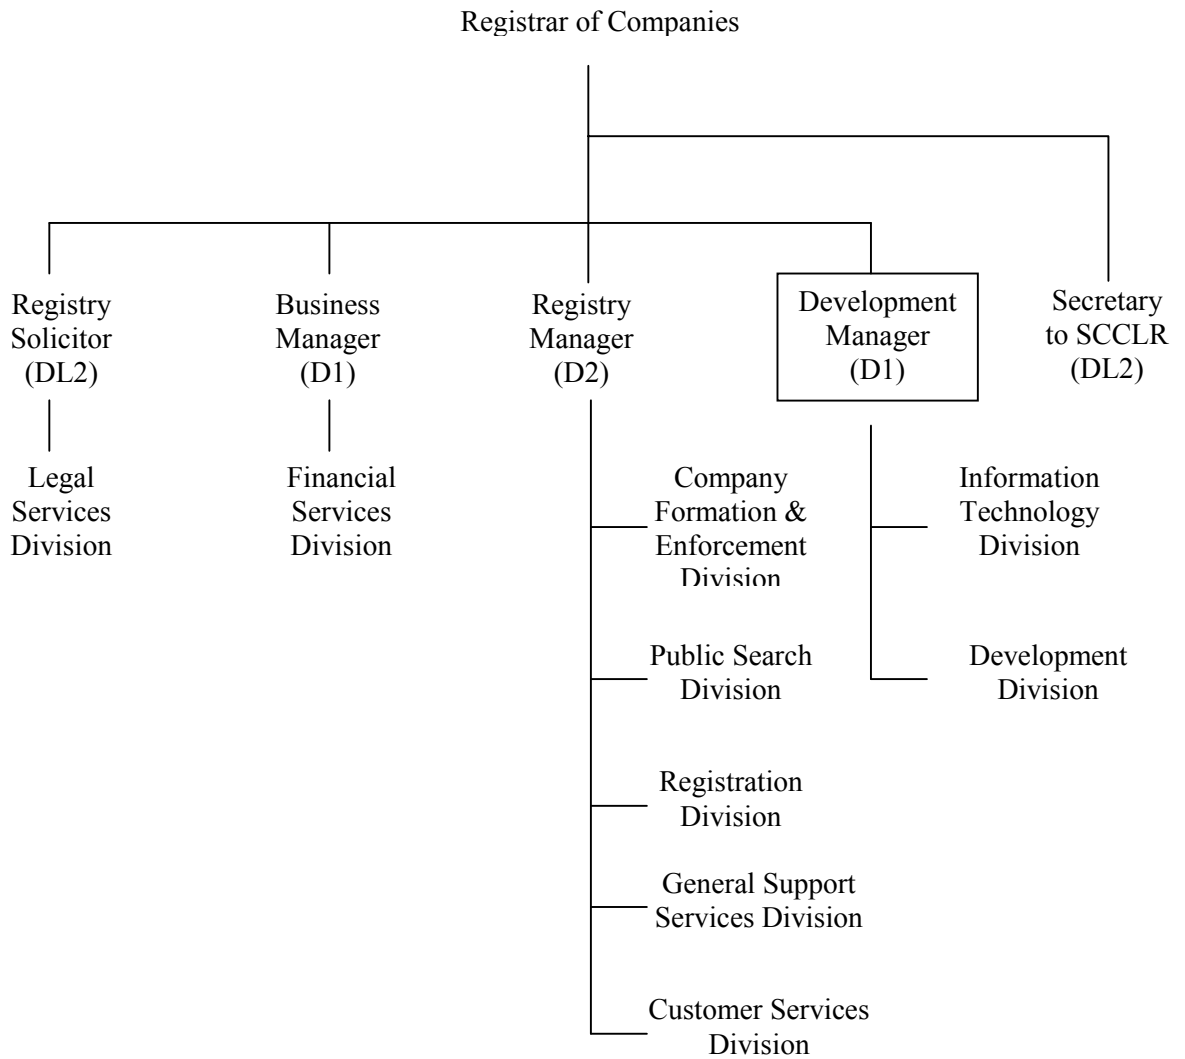 Registrar of Companies
Registry
Solicitor
(DL2)
Business
Manager
(D1)
Registry
Manager
(D2)
Development
Manager
(D1)
Secretary
to SCCLR
(DL2)
Legal
Services
Division
Financial
Services
Division
Company
Formation &
Enforcement
Division
Information
Technology
Division
Public Search
Division
Development
Division
Registration
Division
General Support
Services Division
Customer Services
Division